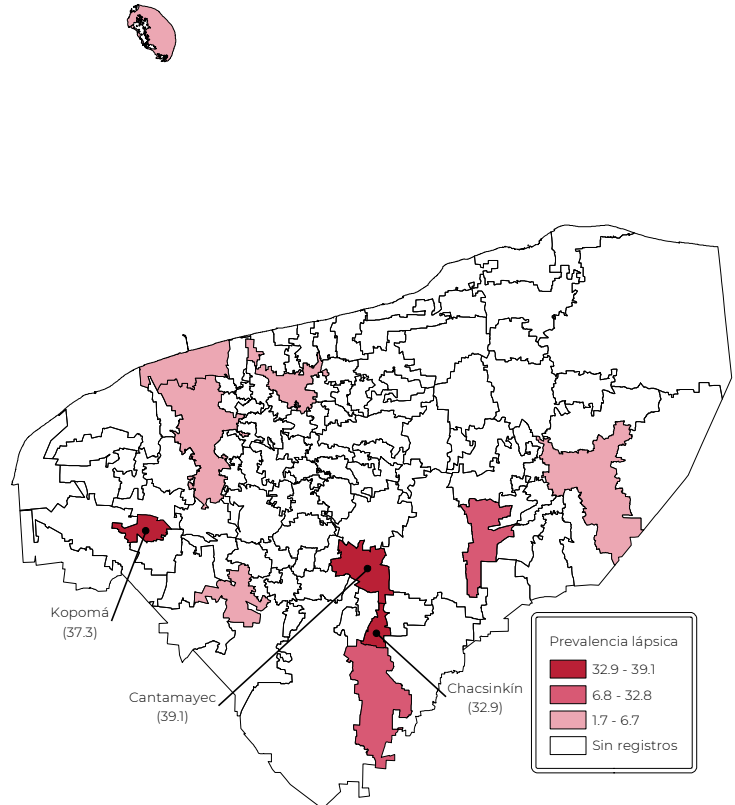 Kopomá
(37.3)
Cantamayec
(39.1)
Chacsinkín
(32.9)
Prevalencia lápsica
32.9 - 39.1
6.8 - 32.8
1.7 - 6.7
Sin registros